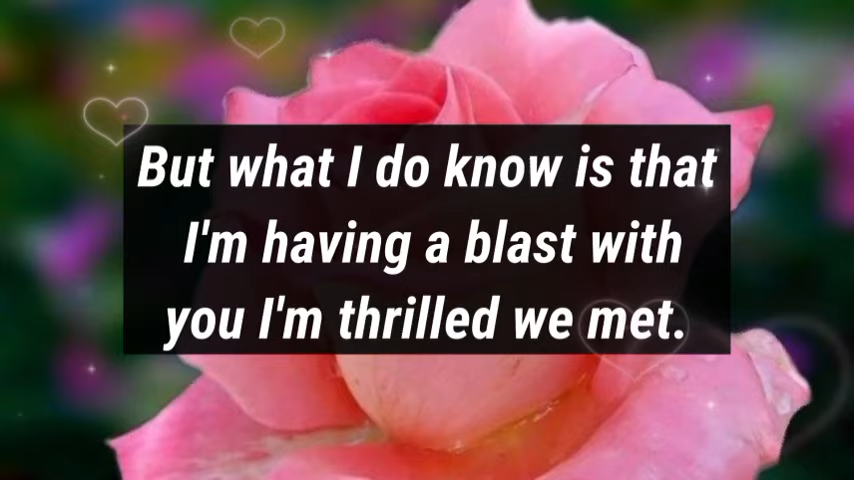 But what I do know is that
I'm having a blast with
you I'm thrilled we met.